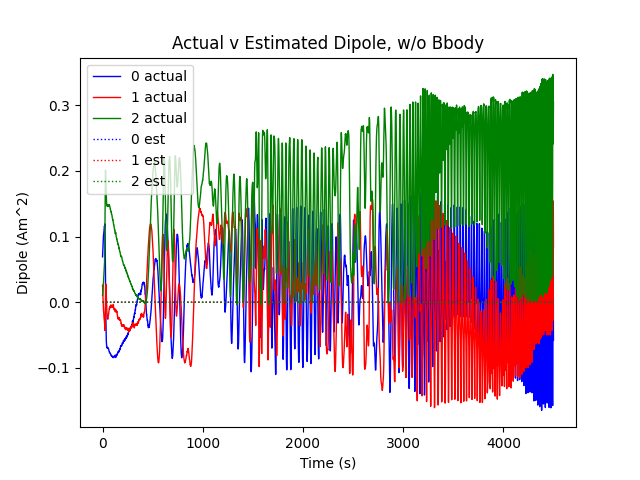 Actual v Estimated Dipole, w/o Bbody
0 actual
1 actual
2 actual
0 est
1 est
2 est
Dipole (Am^2)
0.3
0.2
0.1
0.0
−0.1
0 1000 2000 3000 4000
Time (s)